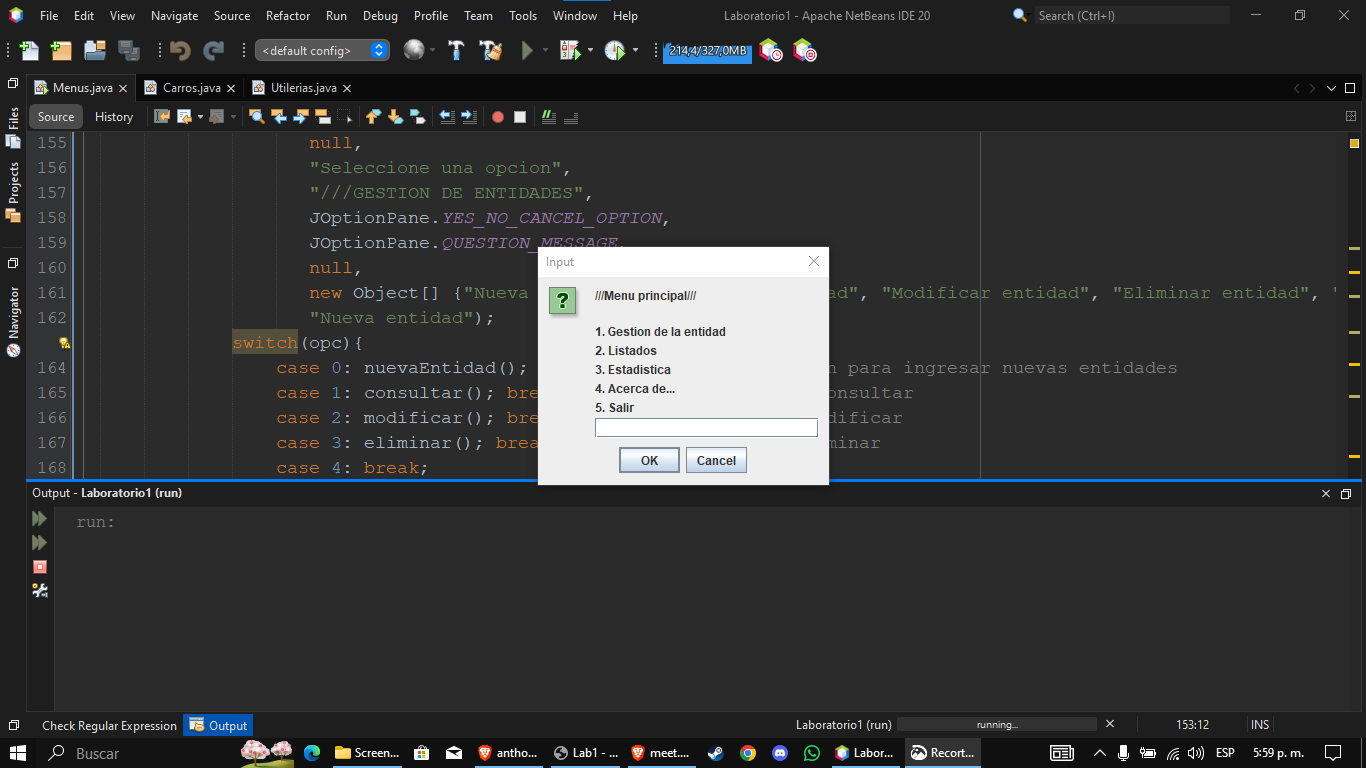 File Edit View Navigate Source Refactor Run Debug Profile Team Tools Window Help
Laboratorio1 - Apache NetBeans IDE 20
Search (Ctrl+I)
<default config>
214,4/327,0MB
Menus.java
Carros.java
Utilerias.java
Source
History
Files
Projects
Navigator
155 null,
156 "Seleccione una opcion",
157 "///GESTION DE ENTIDADES",
158 JOptionPane.YES_NO_CANCEL_OPTION,
159 JOptionPane.QUESTION_MESSAGE,
160 null,
161 new Object[] {"Nueva ad", "Modificar entidad", "Eliminar entidad", "
162 "Nueva entidad");
switch(opc){
164 case 0: nuevaEntidad(); n para ingresar nuevas entidades
165 case 1: consultar(); bre onsultar
166 case 2: modificar(); bre dificar
167 case 3: eliminar(); brea minar
168 case 4: break;
Input
///Menu principal///
1. Gestion de la entidad
2. Listados
3. Estadistica
4. Acerca de...
5. Salir
OK
Cancel
Output - Laboratorio1 (run)
run:
Check Regular Expression
Output
Laboratorio1 (run)
running...
153:12
INS
Buscar
Screen...
antho...
Lab1 - ...
meet....
Labor...
Recort...
ESP
5:59 p. m.